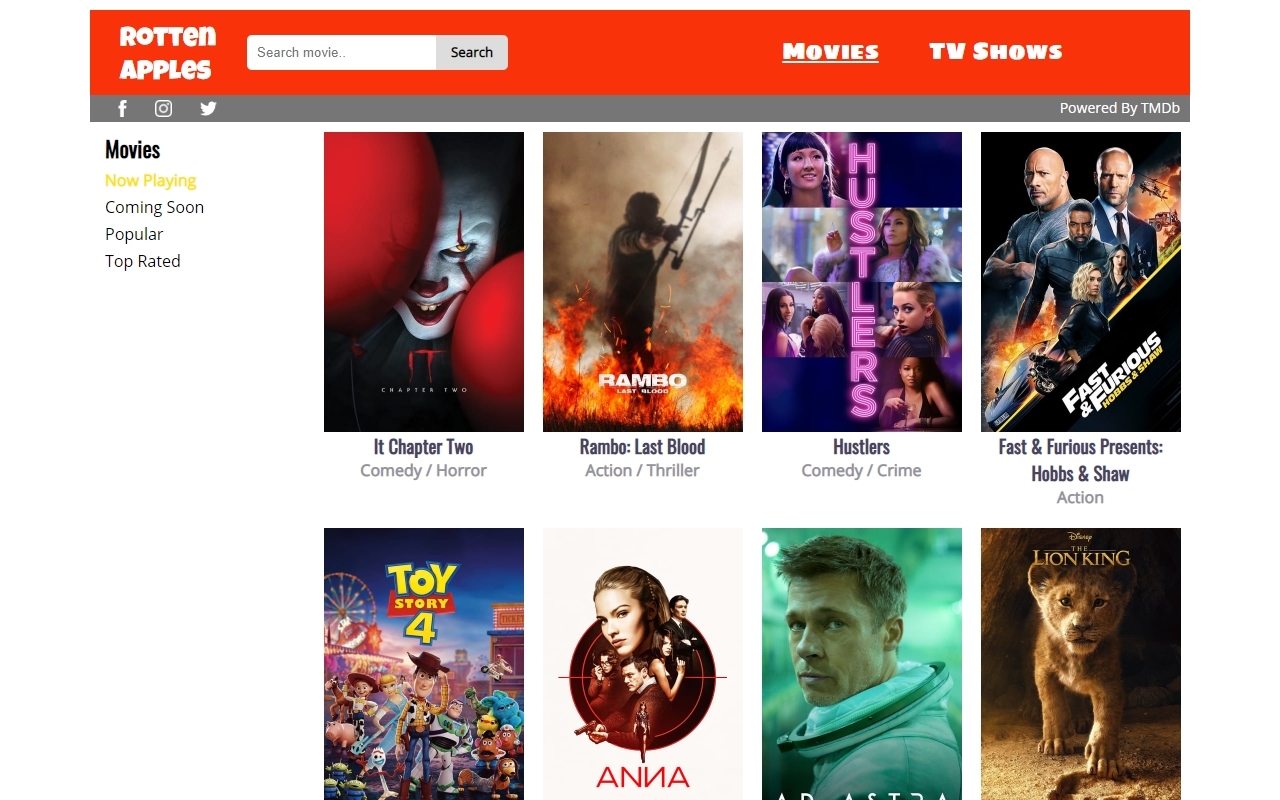 Rotten
Apples
Search movie..
Search
Movies
TV Shows
Powered By TMDb
Movies
Now Playing
Coming Soon
Popular
Top Rated
IT
CHAPTER TWO
RAMBO
LAST BLOOD
HUSTLERS
FAST
& FURIOUS
HOBBS & SHAW
It Chapter Two
Comedy / Horror
Rambo: Last Blood
Action / Thriller
Hustlers
Comedy / Crime
Fast & Furious Presents:
Hobbs & Shaw
Action
TOY
STORY
4
ANNA
AD ASTRA
Disney
THE
LION KING